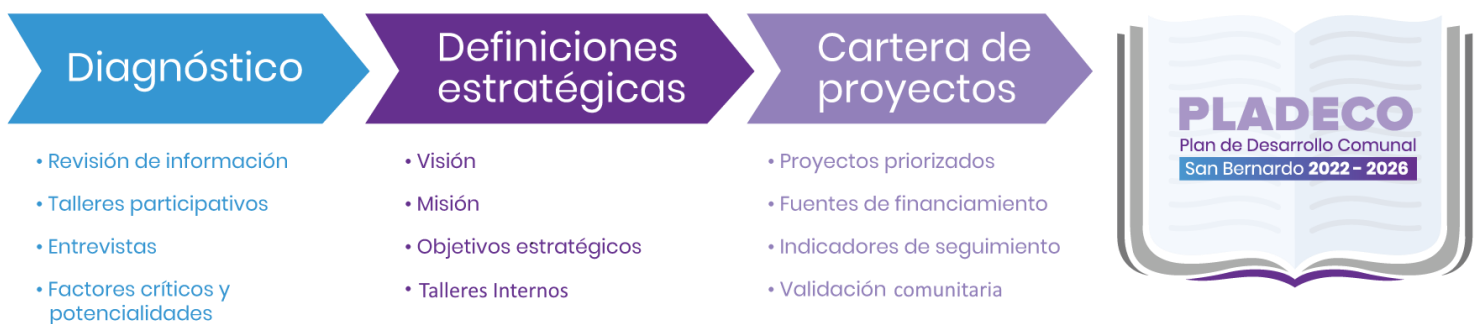 Diagnóstico
• Revisión de información
• Talleres participativos
• Entrevistas
• Factores críticos y
potencialidades
Definiciones
estratégicas
• Visión
• Misión
• Objetivos estratégicos
• Talleres Internos
Cartera de
proyectos
• Proyectos priorizados
• Fuentes de financiamiento
• Indicadores de seguimiento
• Validación comunitaria
PLADECO
Plan de Desarrollo Comunal
San Bernardo 2022 - 2026